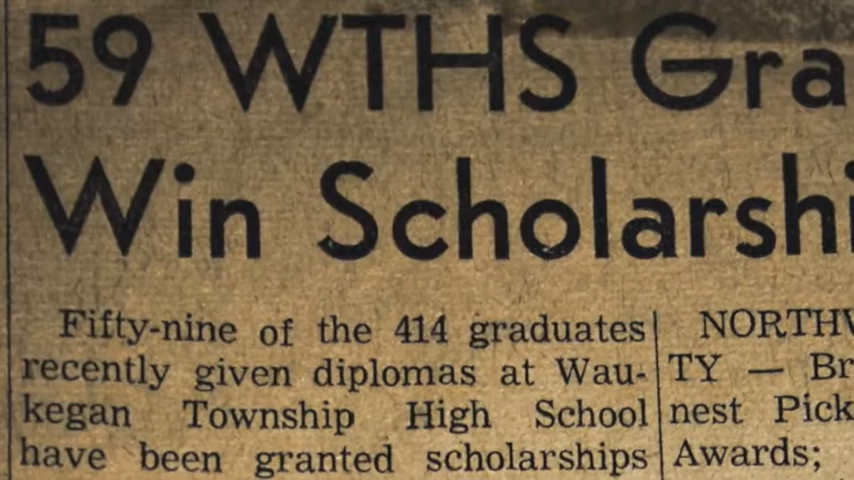 59 WTHS Gra
Win Scholarshi
Fifty-nine of the 414 graduates
recently given diplomas at Wau-
kegan Township High School
have been granted scholarships
NORTHW
TY — Br
nest Pick
Awards;